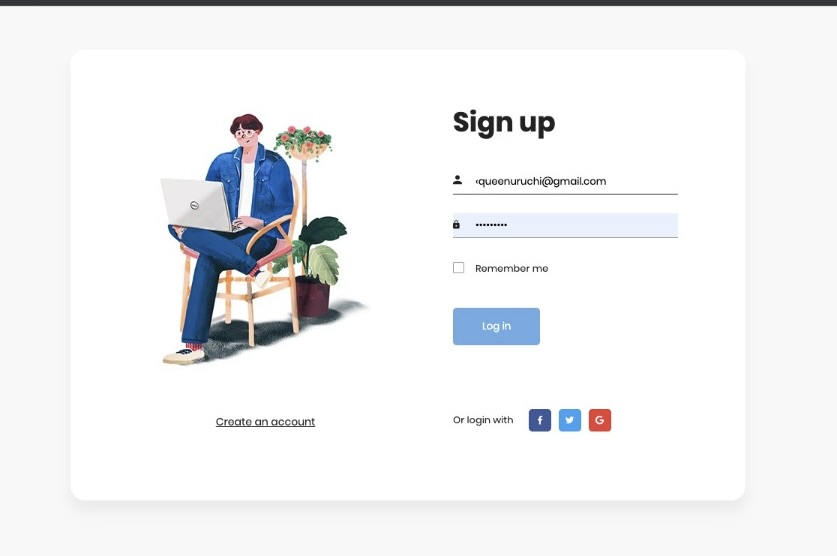 Sign up
‹queenuruchi@gmail.com
•••••••••
Remember me
Log in
Create an account
Or login with